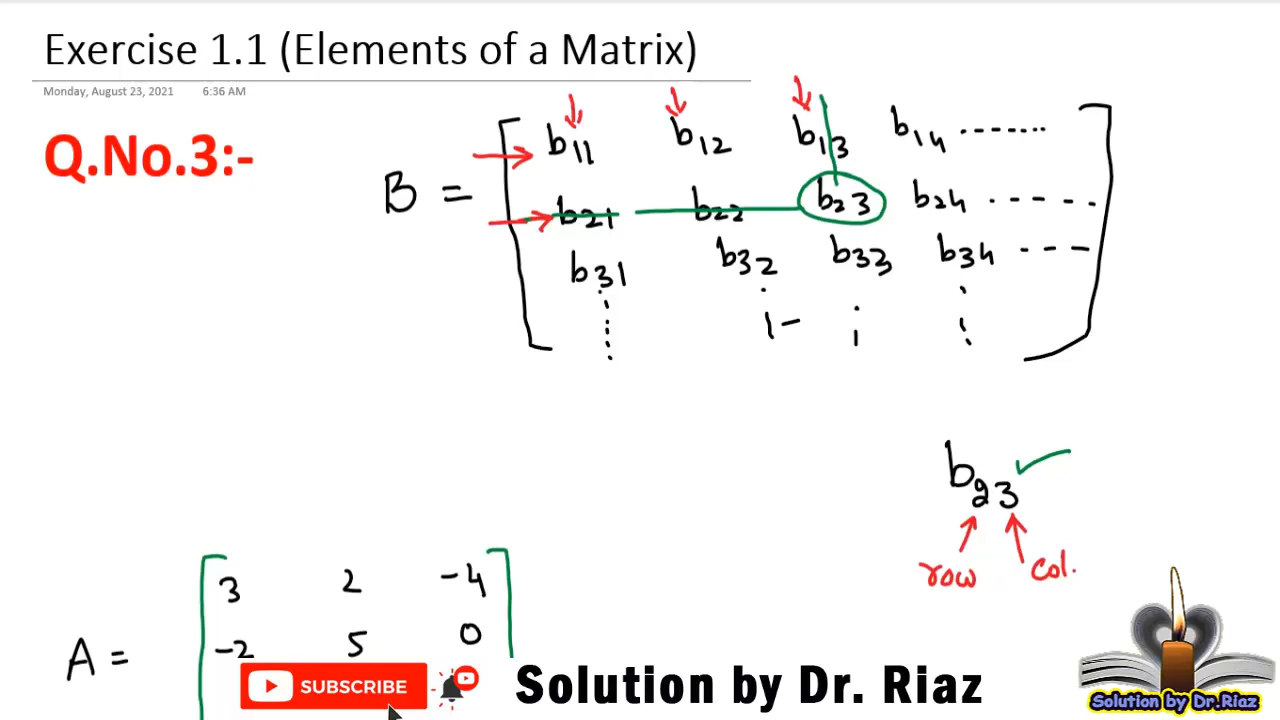 Exercise 1.1 (Elements of a Matrix)
Monday, August 23, 2021 6:36 AM
Q.No.3:-
B = [ b11 b12 b13 b14 .......
b21 b22 b23 b24 - - - - -
b31 b32 b33 b34 - - - ]
b23 ✓
row col.
A = [ 3 2 -4
-2 5 0 ]
SUBSCRIBE
Solution by Dr. Riaz
Solution by Dr.Riaz